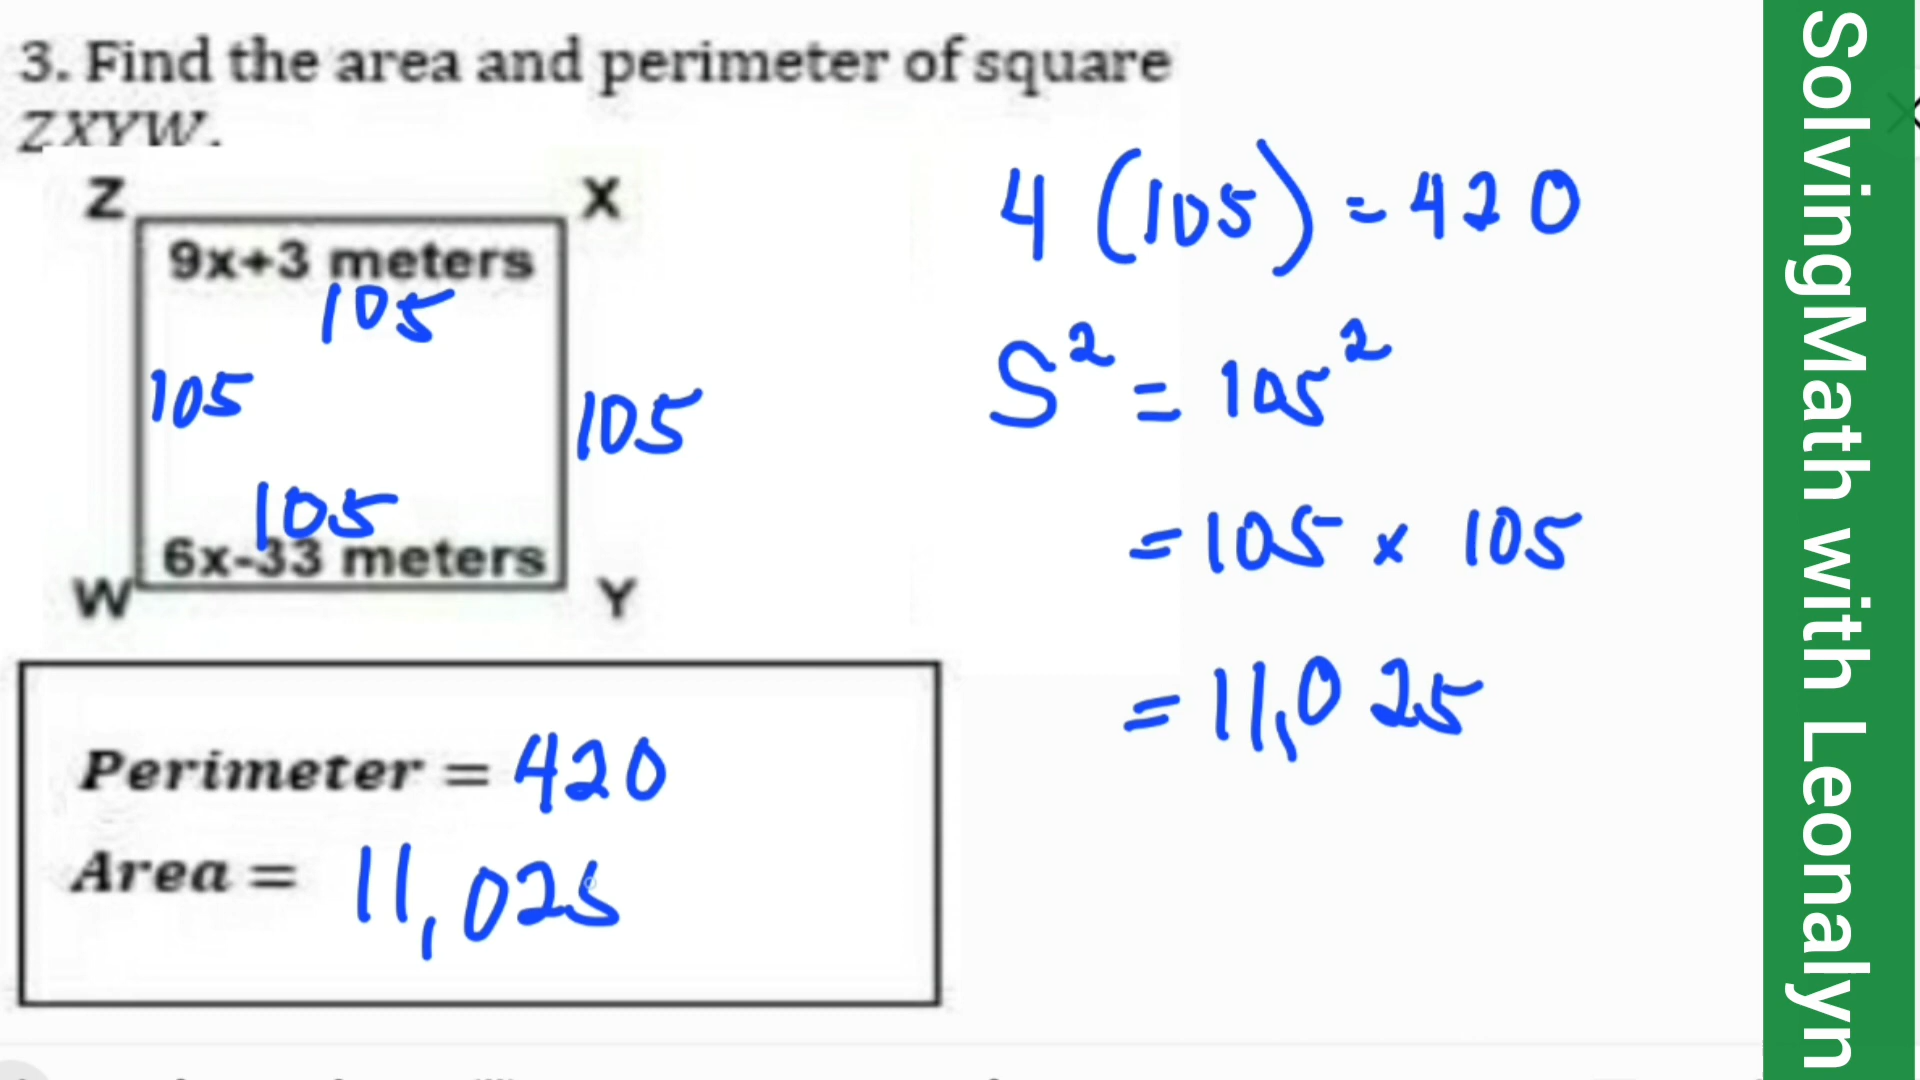 3. Find the area and perimeter of square
ZXYW.
Z
X
9x+3 meters
105
105
105
105
6x-33 meters
W
Y
4 (105) = 420
S² = 105²
= 105 × 105
= 11,025
Perimeter = 420
Area = 11,025
SolvingMath with Leonalyn